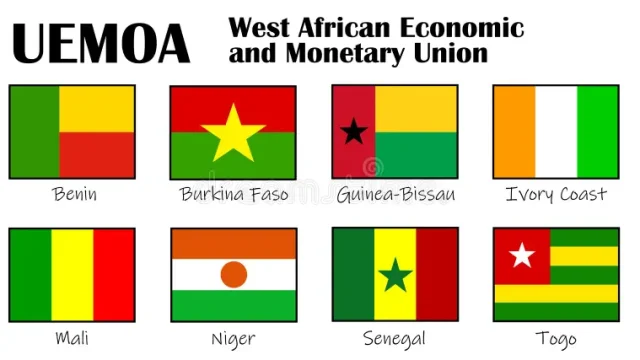 UEMOA
West African Economic
and Monetary Union
Benin
Burkina Faso
Guinea-Bissau
Ivory Coast
Mali
Niger
Senegal
Togo